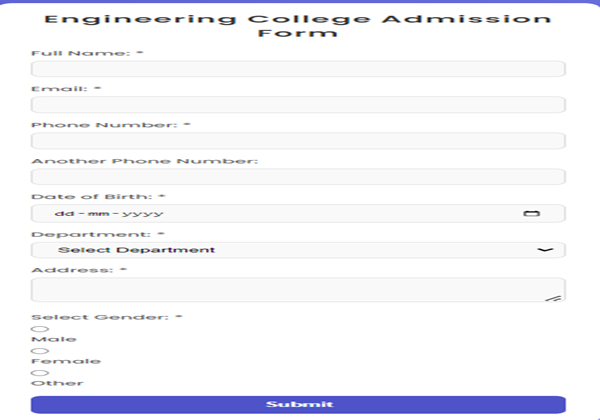 Engineering College Admission
Form
Full Name: *
Email: *
Phone Number: *
Another Phone Number:
Date of Birth: *
dd-mm-yyyy
Department: *
Select Department
Address: *
Select Gender: *
Male
Female
Other
Submit